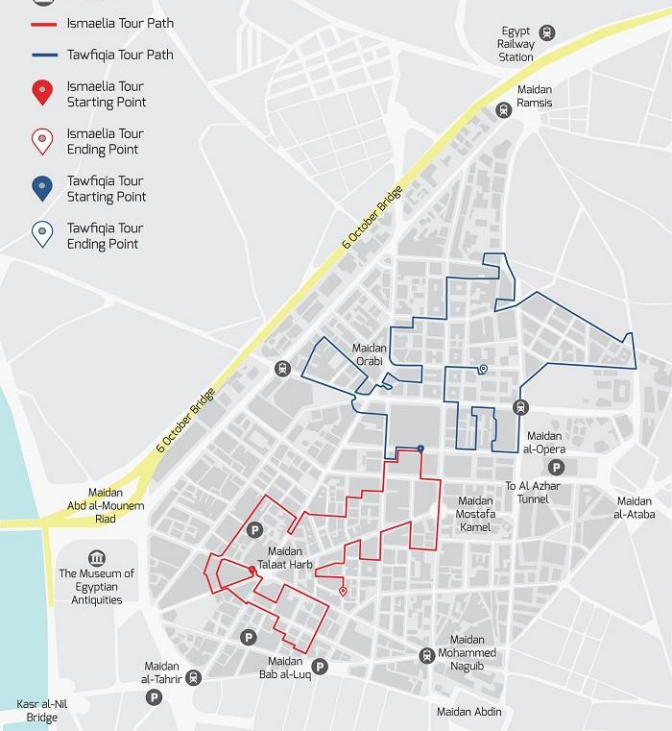 Ismaelia Tour Path
Tawfiqia Tour Path
Ismaelia Tour
Starting Point
Ismaelia Tour
Ending Point
Tawfiqia Tour
Starting Point
Tawfiqia Tour
Ending Point
Egypt
Railway
Station
Maidan
Ramsis
6 October Bridge
Maidan
Orabi
6 October Bridge
Maidan
al-Opera
P
To Al Azhar
Tunnel
Maidan
al-Ataba
Maidan
Mostafa
Kamel
Maidan
Abd al-Mounem
Riad
P
Maidan
Talaat Harb
The Museum of
Egyptian
Antiquities
P
Maidan
Mohammed
Naguib
Maidan
Bab al-Luq
P
Maidan
al-Tahrir
P
Kasr al-Nil
Bridge
Maidan Abdin